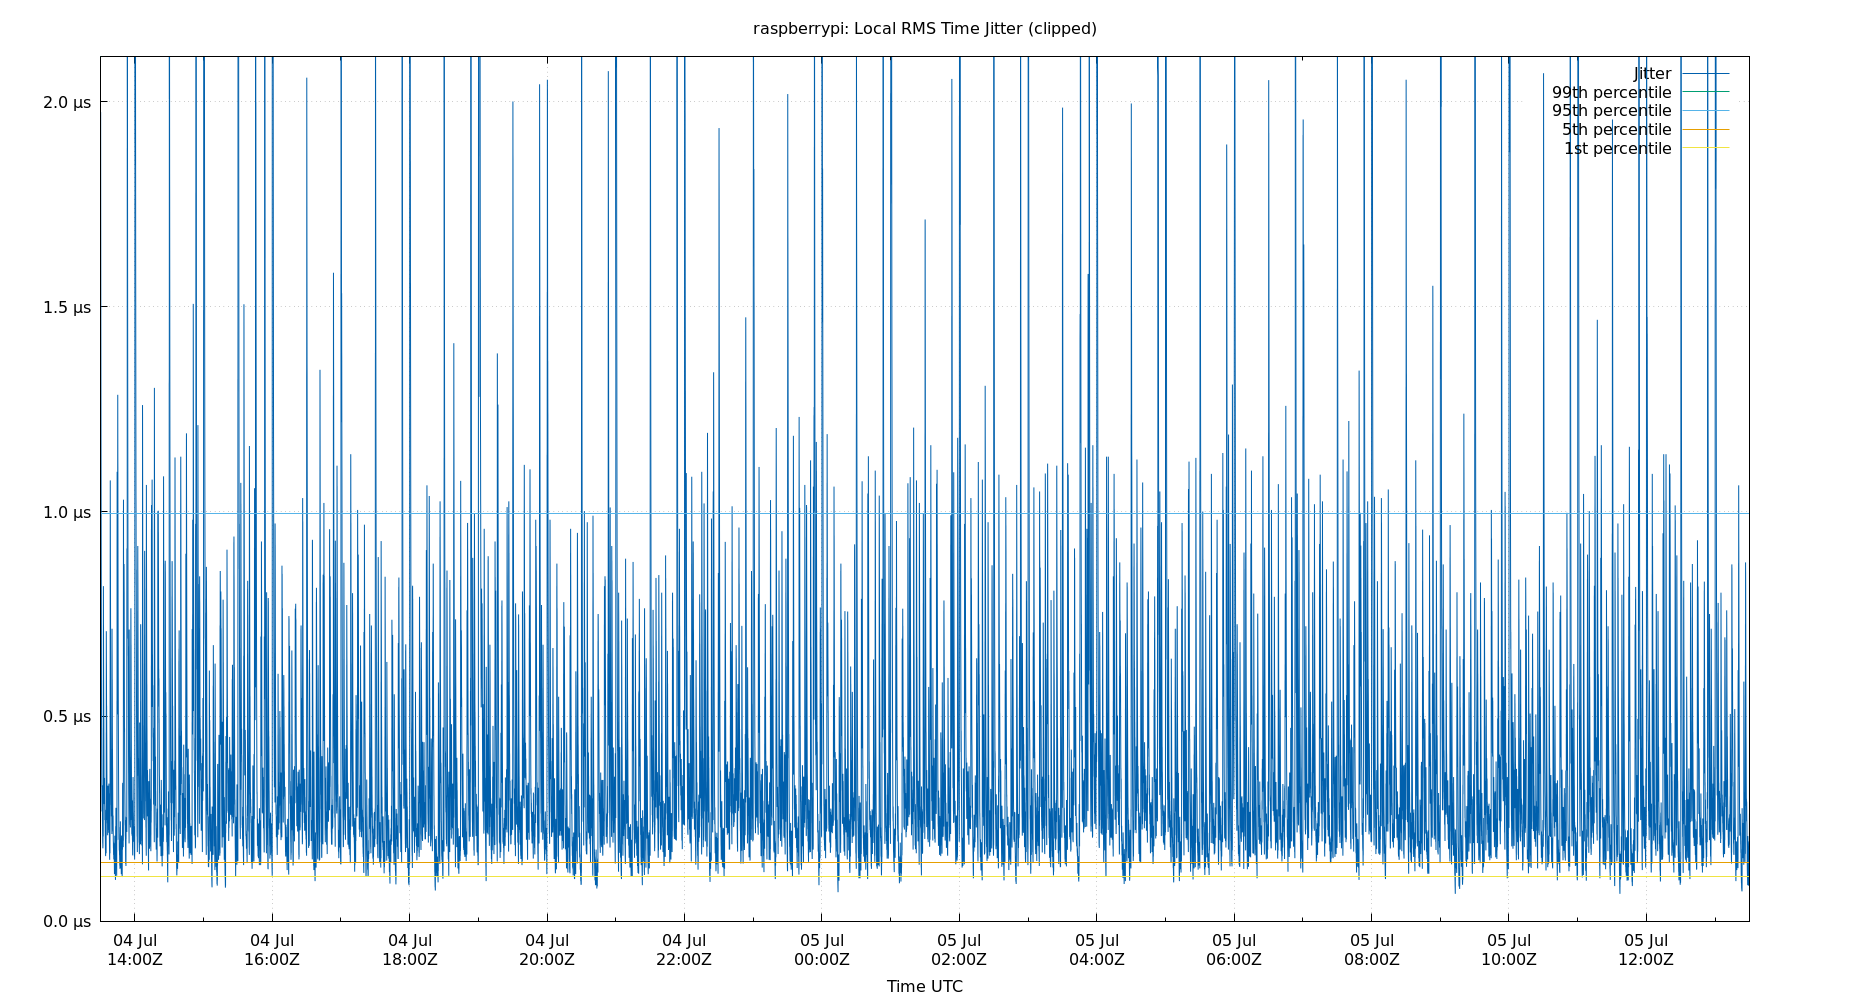 raspberrypi: Local RMS Time Jitter (clipped)
Jitter
99th percentile
95th percentile
5th percentile
1st percentile
2.0 µs
1.5 µs
1.0 µs
0.5 µs
0.0 µs
04 Jul 04 Jul 04 Jul 04 Jul 04 Jul 05 Jul 05 Jul 05 Jul 05 Jul 05 Jul 05 Jul 05 Jul
14:00Z 16:00Z 18:00Z 20:00Z 22:00Z 00:00Z 02:00Z 04:00Z 06:00Z 08:00Z 10:00Z 12:00Z
Time UTC